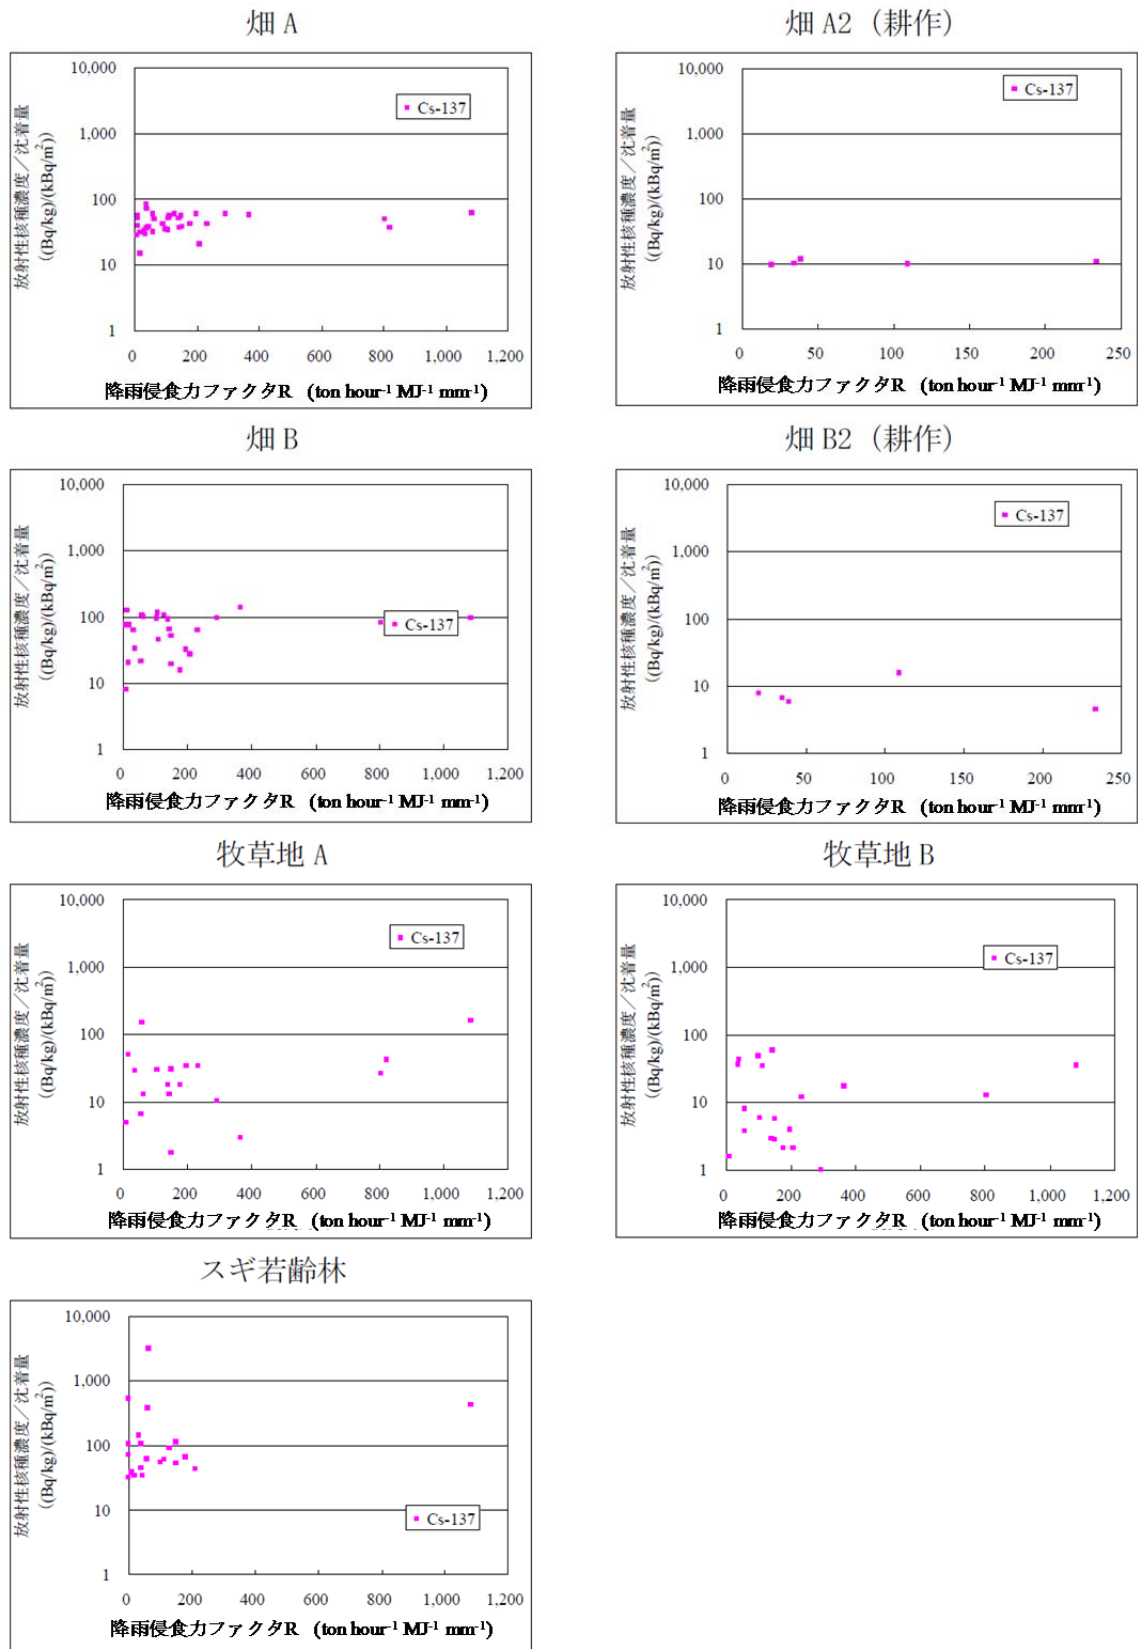 畑 A
10,000
1,000
100
10
1
Cs-137
放射性核種濃度／沈着量
((Bq/kg)/(kBq/m²))
0 200 400 600 800 1,000 1,200
降雨侵食力ファクタR (ton hour⁻¹ MJ⁻¹ mm⁻¹)
畑 A2 (耕作)
10,000
1,000
100
10
1
Cs-137
放射性核種濃度／沈着量
((Bq/kg)/(kBq/m²))
0 50 100 150 200 250
降雨侵食力ファクタR (ton hour⁻¹ MJ⁻¹ mm⁻¹)
畑 B
10,000
1,000
100
10
1
Cs-137
放射性核種濃度／沈着量
((Bq/kg)/(kBq/m²))
0 200 400 600 800 1,000 1,200
降雨侵食力ファクタR (ton hour⁻¹ MJ⁻¹ mm⁻¹)
畑 B2 (耕作)
10,000
1,000
100
10
1
Cs-137
放射性核種濃度／沈着量
((Bq/kg)/(kBq/m²))
0 50 100 150 200 250
降雨侵食力ファクタR (ton hour⁻¹ MJ⁻¹ mm⁻¹)
牧草地 A
10,000
1,000
100
10
1
Cs-137
放射性核種濃度／沈着量
((Bq/kg)/(kBq/m²))
0 200 400 600 800 1,000 1,200
降雨侵食力ファクタR (ton hour⁻¹ MJ⁻¹ mm⁻¹)
牧草地 B
10,000
1,000
100
10
1
Cs-137
放射性核種濃度／沈着量
((Bq/kg)/(kBq/m²))
0 200 400 600 800 1,000 1,200
降雨侵食力ファクタR (ton hour⁻¹ MJ⁻¹ mm⁻¹)
スギ若齢林
10,000
1,000
100
10
1
Cs-137
放射性核種濃度／沈着量
((Bq/kg)/(kBq/m²))
0 200 400 600 800 1,000 1,200
降雨侵食力ファクタR (ton hour⁻¹ MJ⁻¹ mm⁻¹)